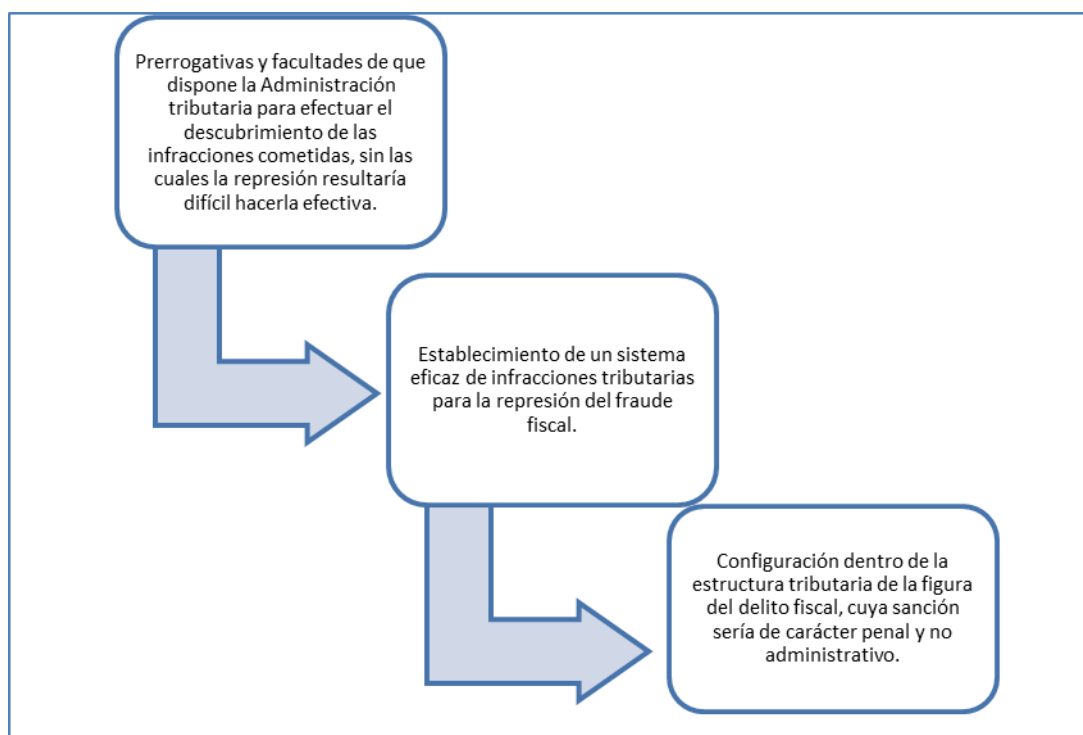 Prerrogativas y facultades de que
dispone la Administración
tributaria para efectuar el
descubrimiento de las
infracciones cometidas, sin las
cuales la represión resultaría
difícil hacerla efectiva.
Establecimiento de un sistema
eficaz de infracciones tributarias
para la represión del fraude
fiscal.
Configuración dentro de la
estructura tributaria de la figura
del delito fiscal, cuya sanción
sería de carácter penal y no
administrativo.